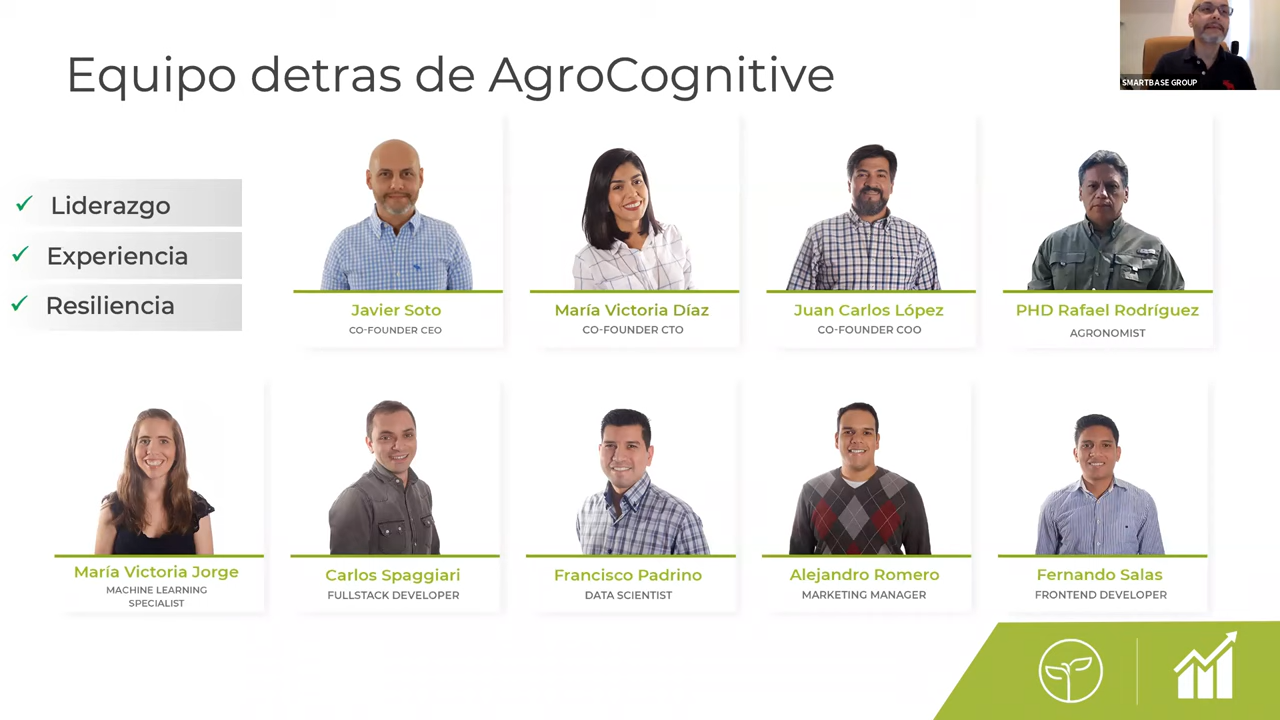 Equipo detras de AgroCognitive
SMARTBASE GROUP
Liderazgo
Experiencia
Resiliencia
Javier Soto
CO-FOUNDER CEO
María Victoria Díaz
CO-FOUNDER CTO
Juan Carlos López
CO-FOUNDER COO
PHD Rafael Rodríguez
AGRONOMIST
María Victoria Jorge
MACHINE LEARNING
SPECIALIST
Carlos Spaggiari
FULLSTACK DEVELOPER
Francisco Padrino
DATA SCIENTIST
Alejandro Romero
MARKETING MANAGER
Fernando Salas
FRONTEND DEVELOPER